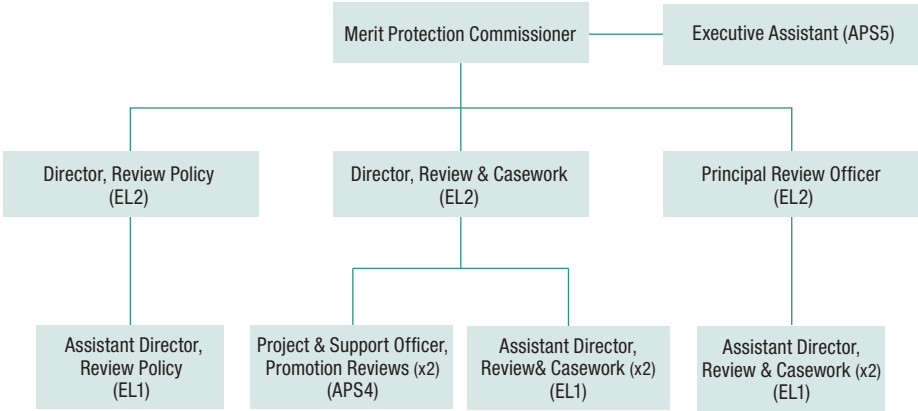 Merit Protection Commissioner
Executive Assistant (APS5)
Director, Review Policy
(EL2)
Director, Review & Casework
(EL2)
Principal Review Officer
(EL2)
Assistant Director,
Review Policy
(EL1)
Project & Support Officer,
Promotion Reviews (x2)
(APS4)
Assistant Director,
Review& Casework (x2)
(EL1)
Assistant Director,
Review & Casework (x2)
(EL1)